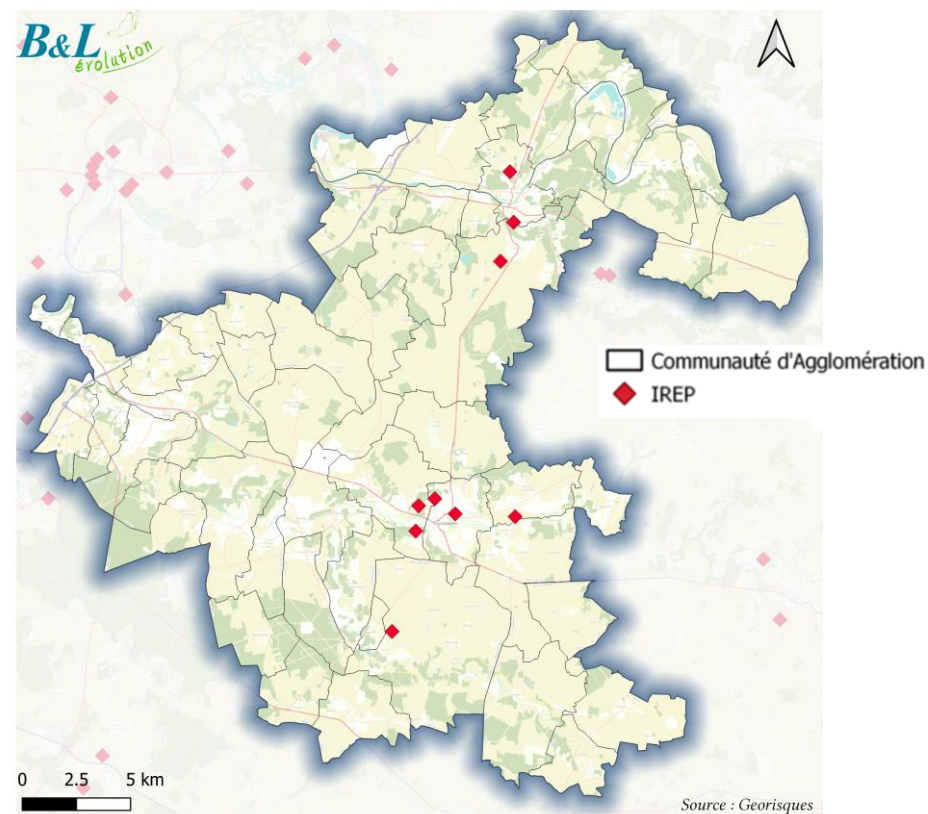 B&L
évolution
Communauté d'Agglomération
IREP
0 2.5 5 km
Source : Georisques